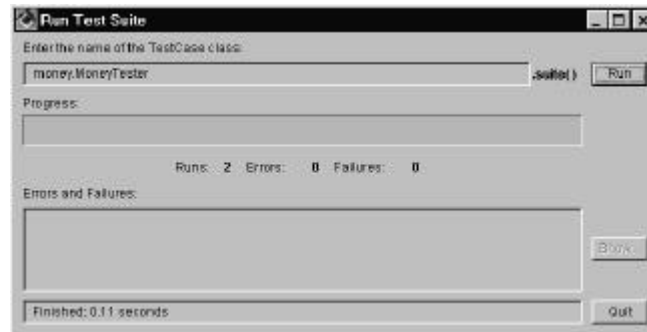 Run Test Suite
Enter the name of the TestCase class:
money.MoneyTester .suite() Run
Progress:
Runs: 2 Errors: 0 Failures: 0
Errors and Failures:
Show...
Finished: 0.11 seconds Quit